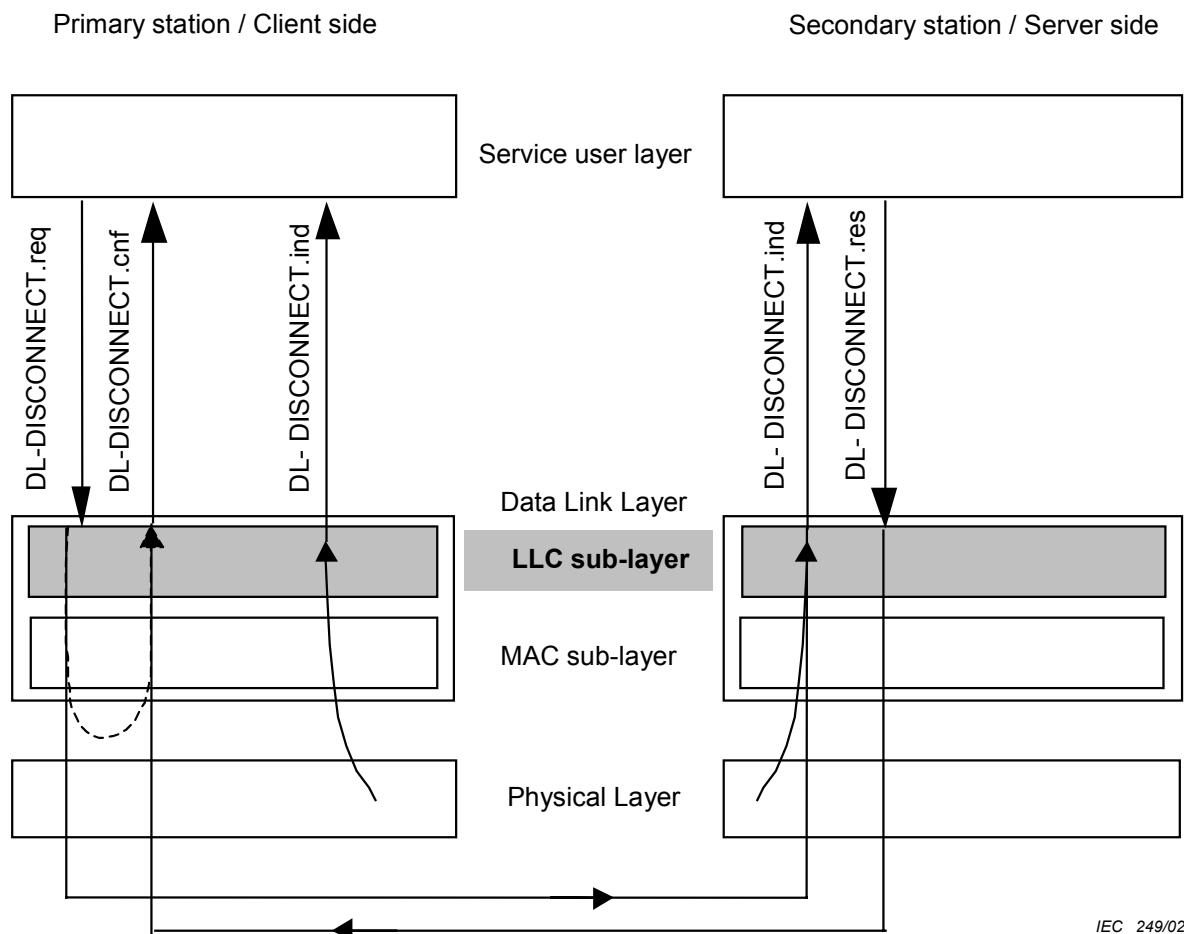 Primary station / Client side
Secondary station / Server side
Service user layer
DL-DISCONNECT.req
DL-DISCONNECT.cnf
DL- DISCONNECT.ind
DL- DISCONNECT.ind
DL- DISCONNECT.res
Data Link Layer
LLC sub-layer
MAC sub-layer
Physical Layer
IEC 249/02